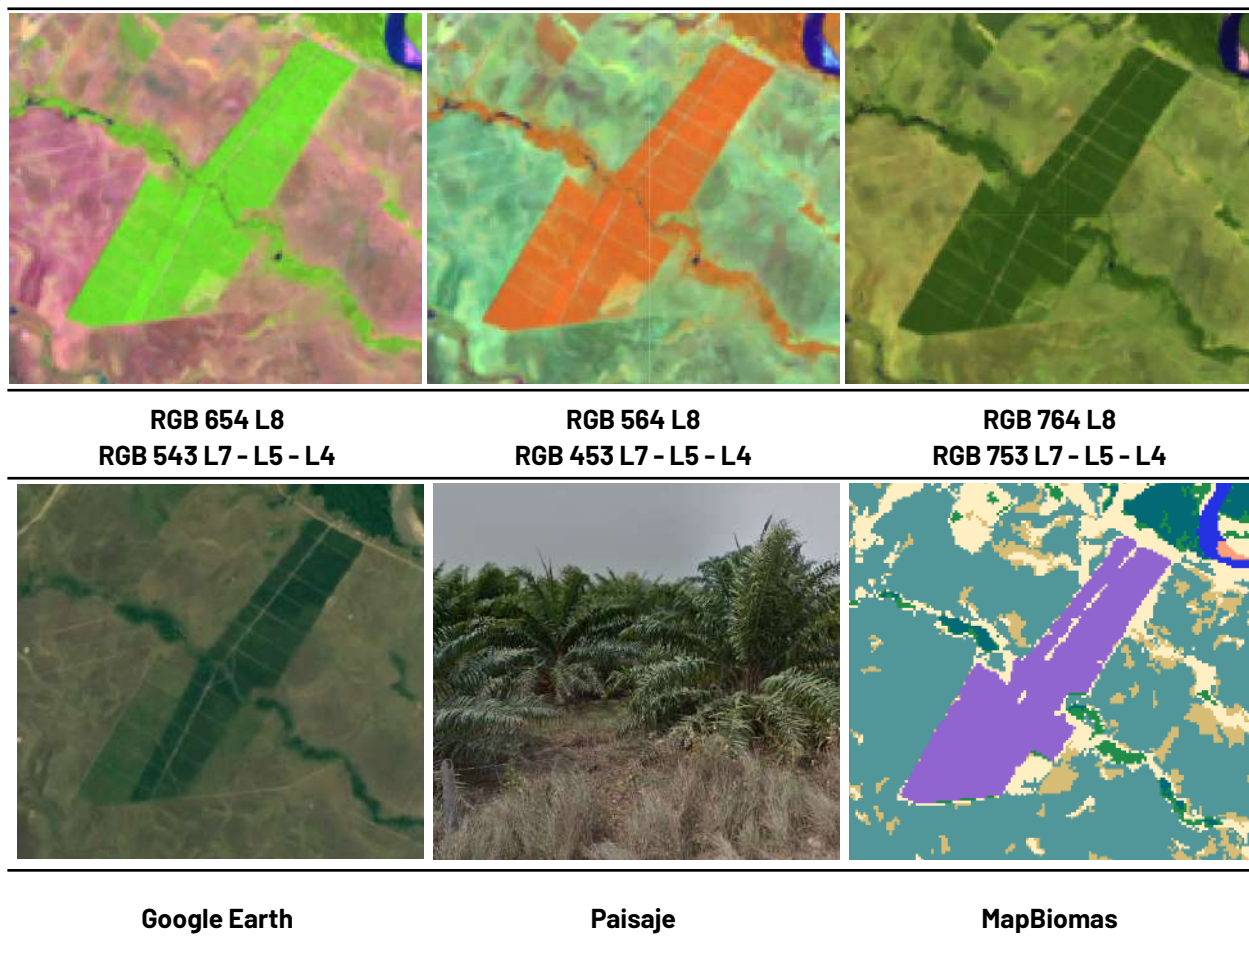 RGB 654 L8
RGB 543 L7 - L5 - L4
RGB 564 L8
RGB 453 L7 - L5 - L4
RGB 764 L8
RGB 753 L7 - L5 - L4
Google Earth
Paisaje
MapBiomas